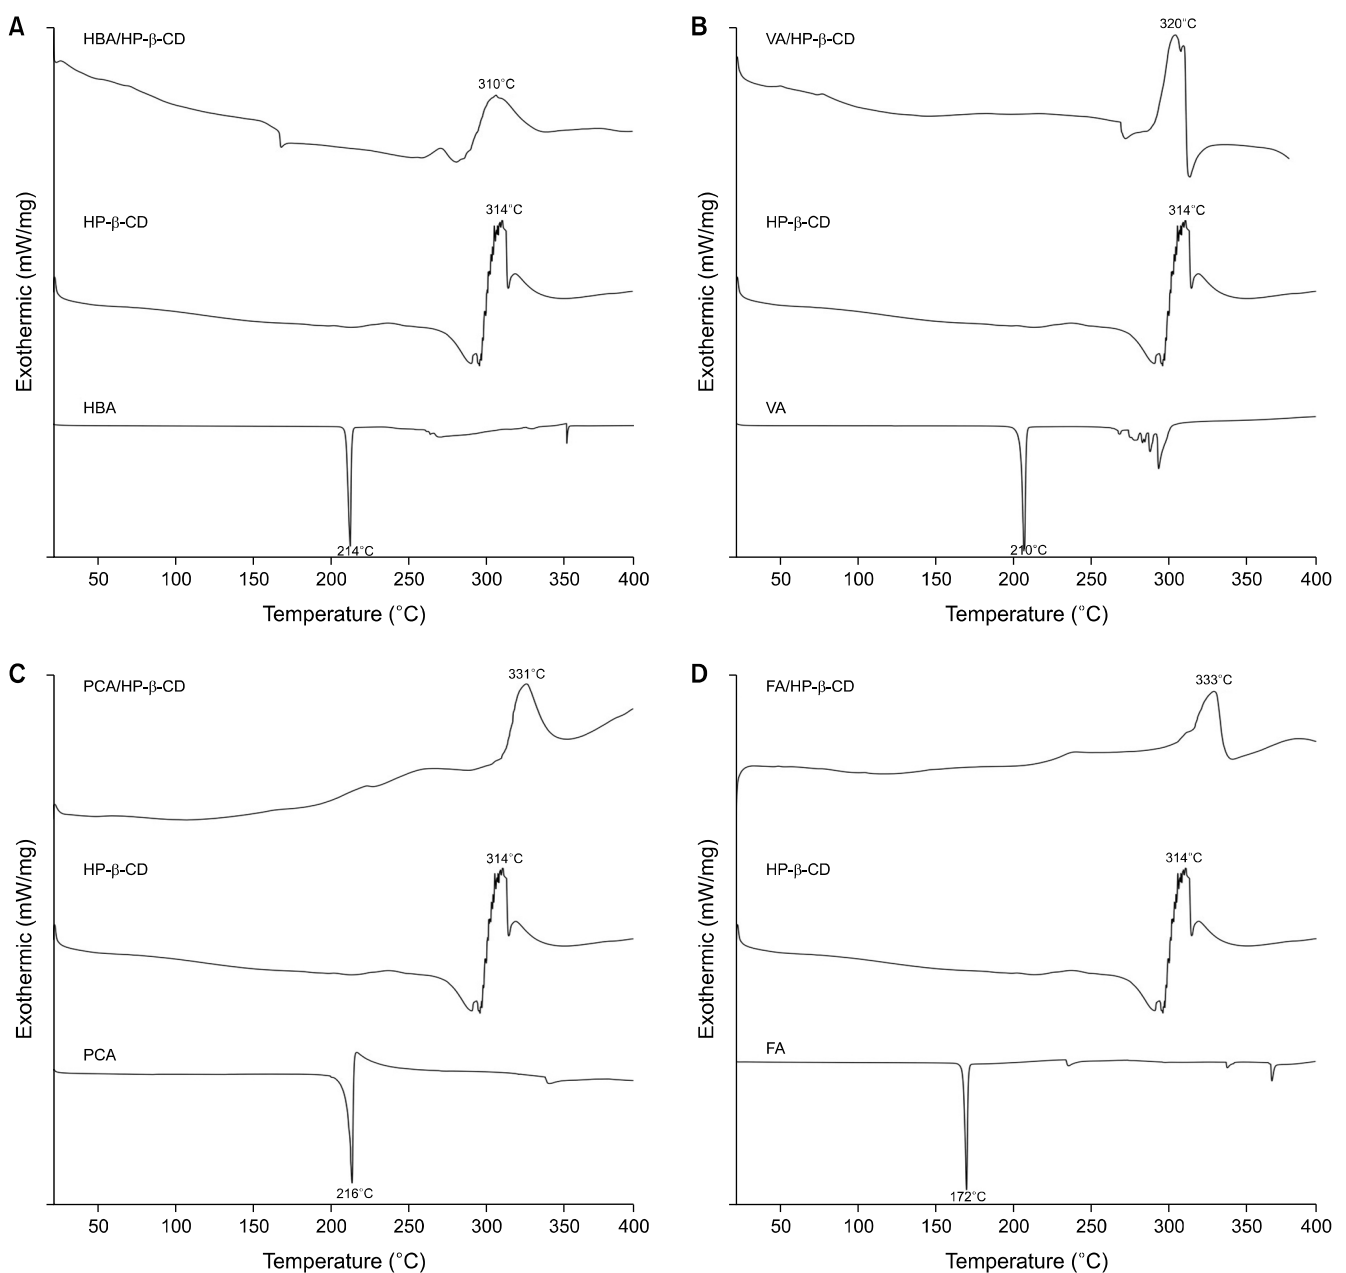 A
HBA/HP-β-CD
310°C
HP-β-CD
314°C
HBA
214°C
Exothermic (mW/mg)
50 100 150 200 250 300 350 400
Temperature (°C)
B
VA/HP-β-CD
320°C
HP-β-CD
314°C
VA
210°C
Exothermic (mW/mg)
50 100 150 200 250 300 350 400
Temperature (°C)
C
PCA/HP-β-CD
331°C
HP-β-CD
314°C
PCA
216°C
Exothermic (mW/mg)
50 100 150 200 250 300 350 400
Temperature (°C)
D
FA/HP-β-CD
333°C
HP-β-CD
314°C
FA
172°C
Exothermic (mW/mg)
50 100 150 200 250 300 350 400
Temperature (°C)